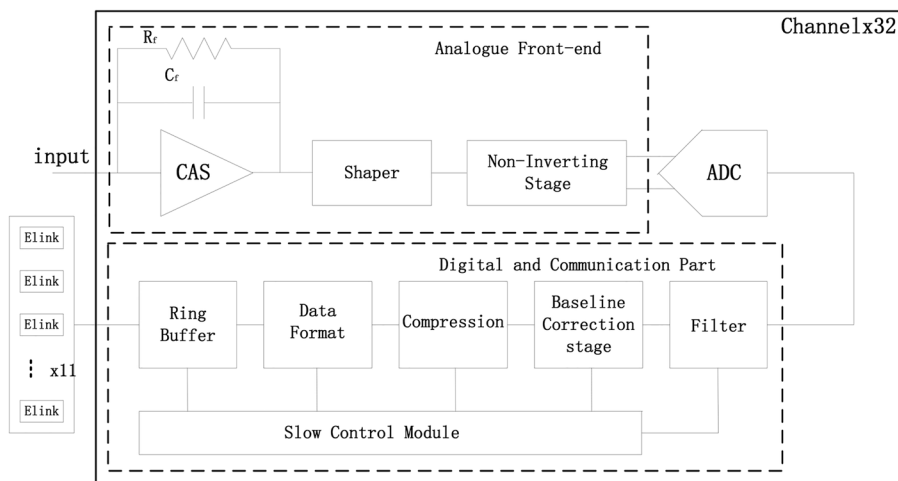 Channelx32
Analogue Front-end
Rf
Cf
input
CAS
Shaper
Non-Inverting
Stage
ADC
Elink
Elink
Elink
x11
Elink
Digital and Communication Part
Ring
Buffer
Data
Format
Compression
Baseline
Correction
stage
Filter
Slow Control Module